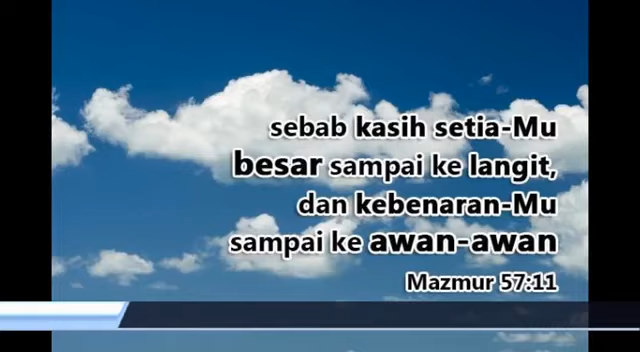 sebab kasih setia-Mu
besar sampai ke langit,
dan kebenaran-Mu
sampai ke awan-awan
Mazmur 57:11